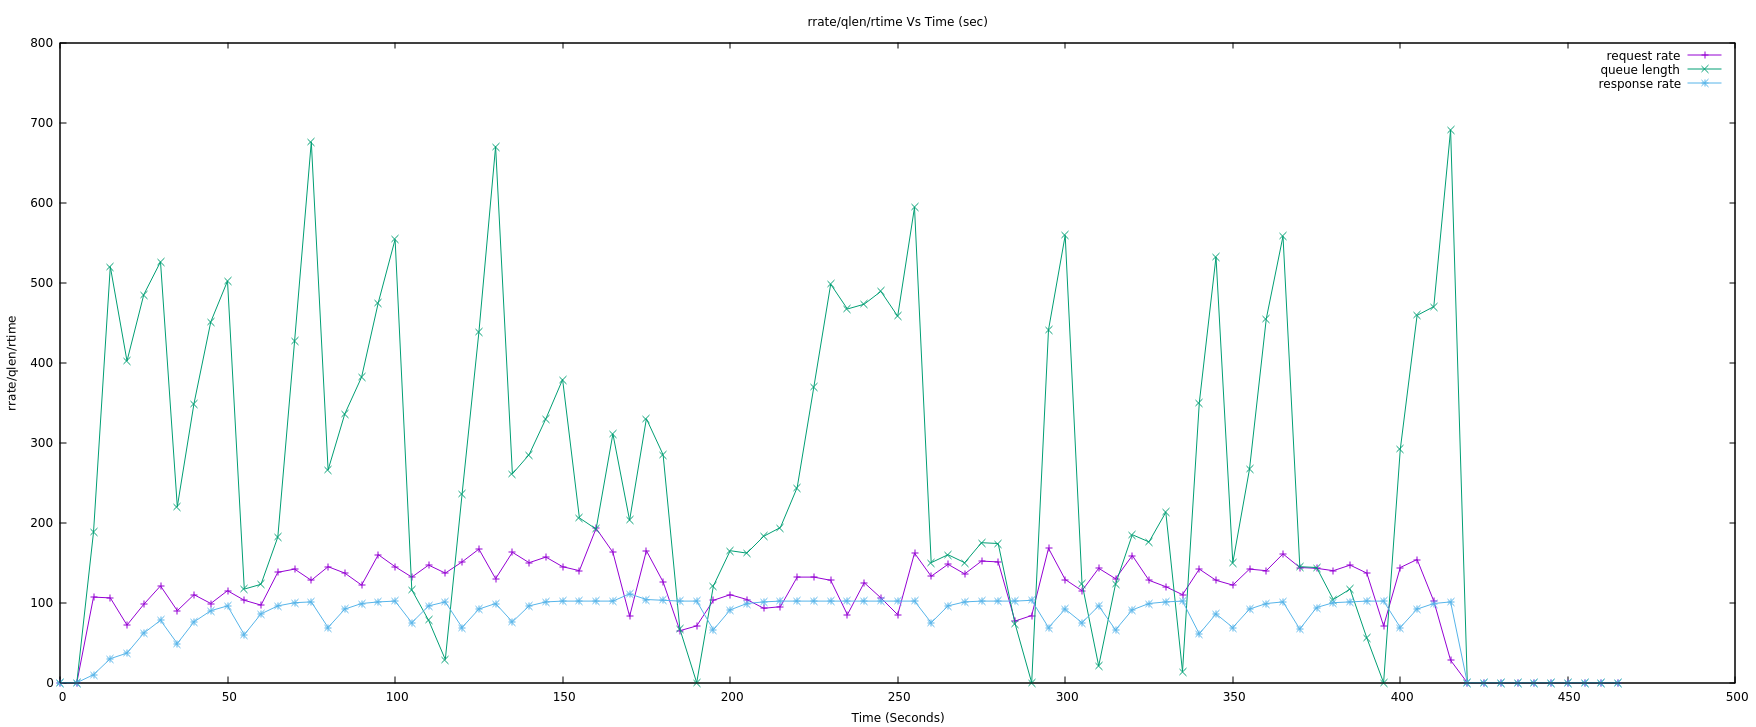 rrate/qlen/rtime Vs Time (sec)
800
700
600
500
400
300
200
100
0
rrate/qlen/rtime
request rate
queue length
response rate
0 50 100 150 200 250 300 350 400 450 500
Time (Seconds)